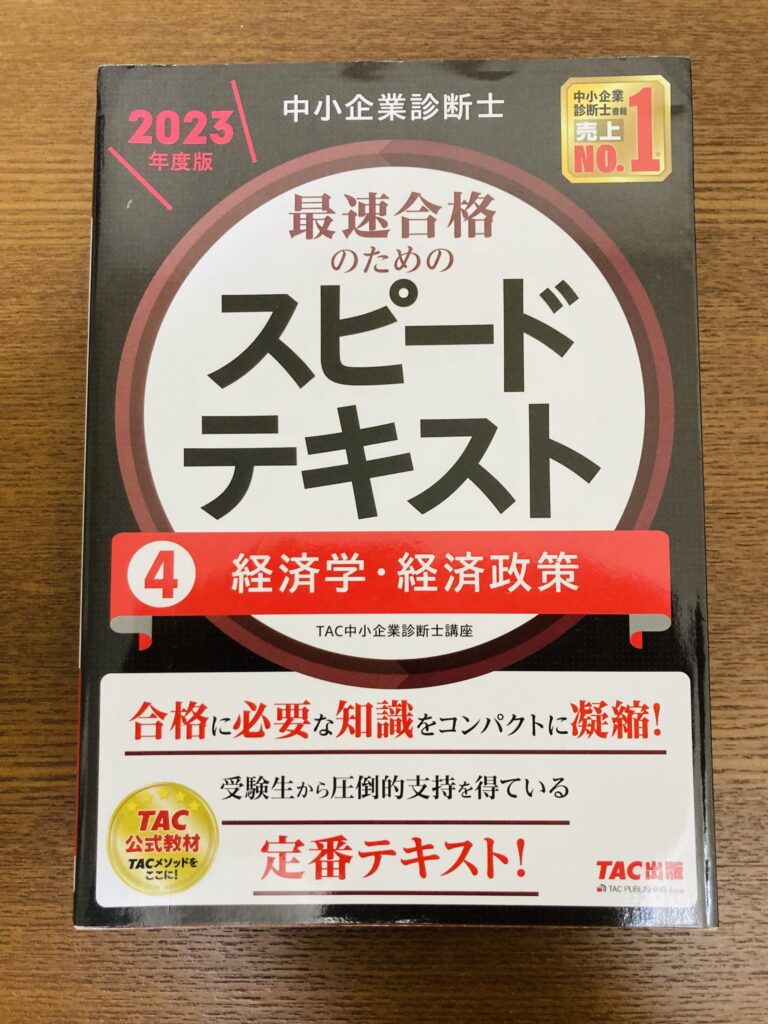 2023
年度版
中小企業診断士
中小企業
診断士書籍
売上
NO.1
最速合格
のための
スピード
テキスト
4 経済学・経済政策
TAC中小企業診断士講座
合格に必要な知識をコンパクトに凝縮!
受験生から圧倒的支持を得ている
定番テキスト!
TAC
公式教材
TACメソッドを
ここに!
TAC出版
TAC PUBLISHING Group